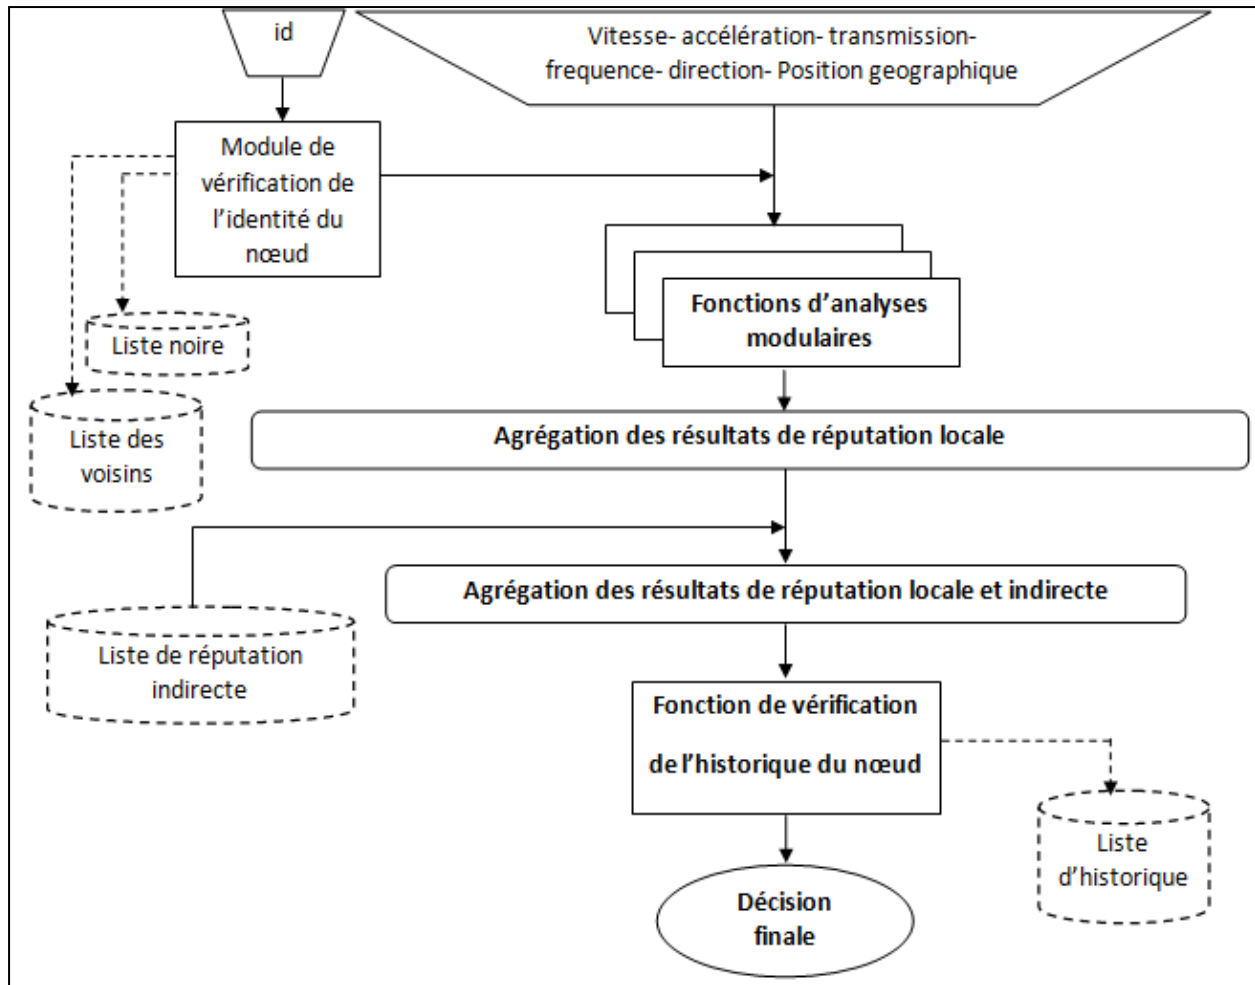 id
Vitesse- accélération- transmission-
frequence- direction- Position geographique
Module de
vérification de
l’identité du
nœud
Fonctions d’analyses
modulaires
Liste noire
Liste des
voisins
Agrégation des résultats de réputation locale
Agrégation des résultats de réputation locale et indirecte
Liste de réputation
indirecte
Fonction de vérification
de l’historique du nœud
Liste
d’historique
Décision
finale